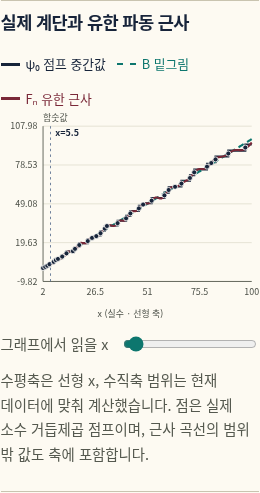 실제 계단과 유한 파동 근사
ψ₀ 점프 중간값 B 밑그림
Fₙ 유한 근사
함숫값
107.98
x=5.5
78.53
49.08
19.63
-9.82
2 26.5 51 75.5 100
x (실수 · 선형 축)
그래프에서 읽을 x
수평축은 선형 x, 수직축 범위는 현재
데이터에 맞춰 계산했습니다. 점은 실제
소수 거듭제곱 점프이며, 근사 곡선의 범위
밖 값도 축에 포함합니다.